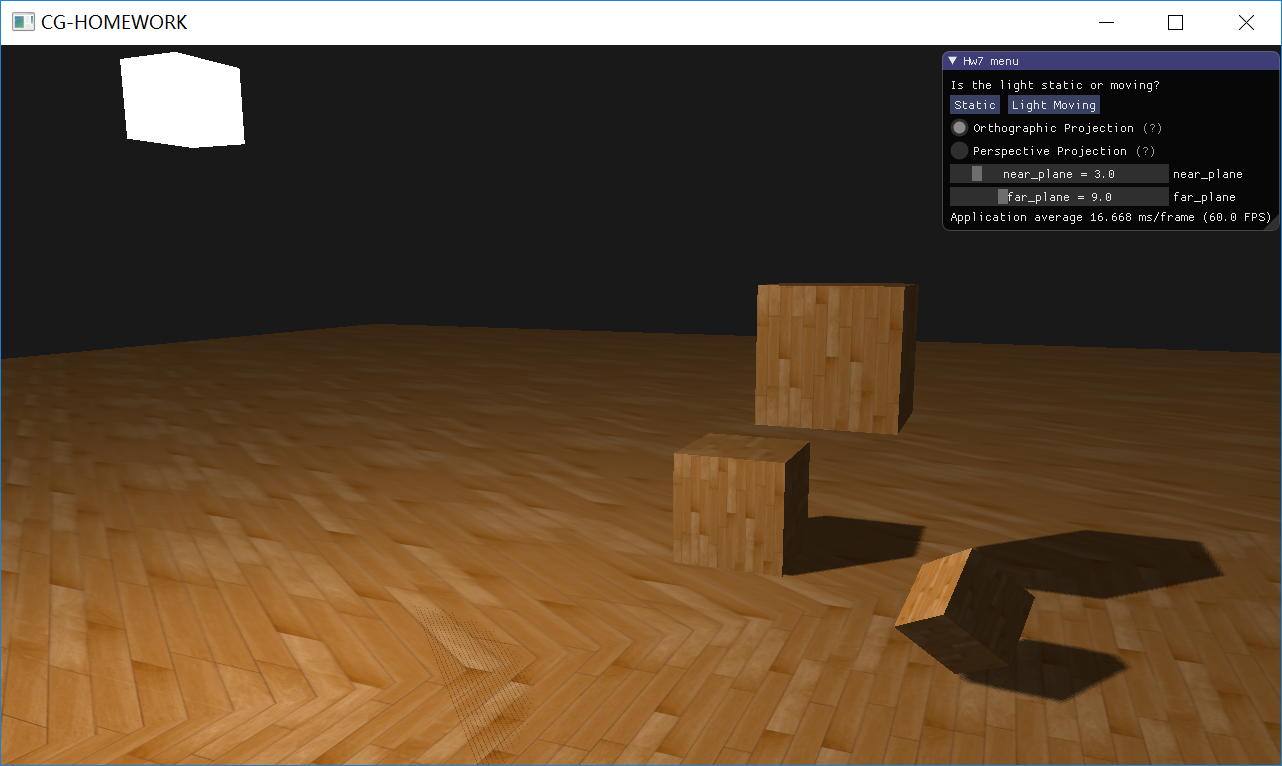 CG-HOMEWORK
Hw7 menu
Is the light static or moving?
Static Light Moving
Orthographic Projection (?)
Perspective Projection (?)
near_plane = 3.0 near_plane
far_plane = 9.0 far_plane
Application average 16.668 ms/frame (60.0 FPS)